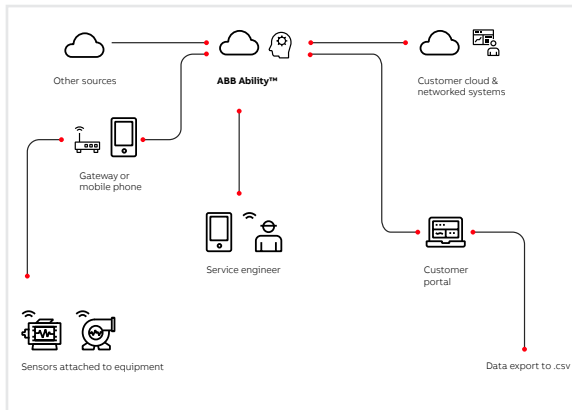 Other sources
ABB Ability™
Customer cloud &
networked systems
Gateway or
mobile phone
Service engineer
Customer
portal
Sensors attached to equipment
Data export to .csv